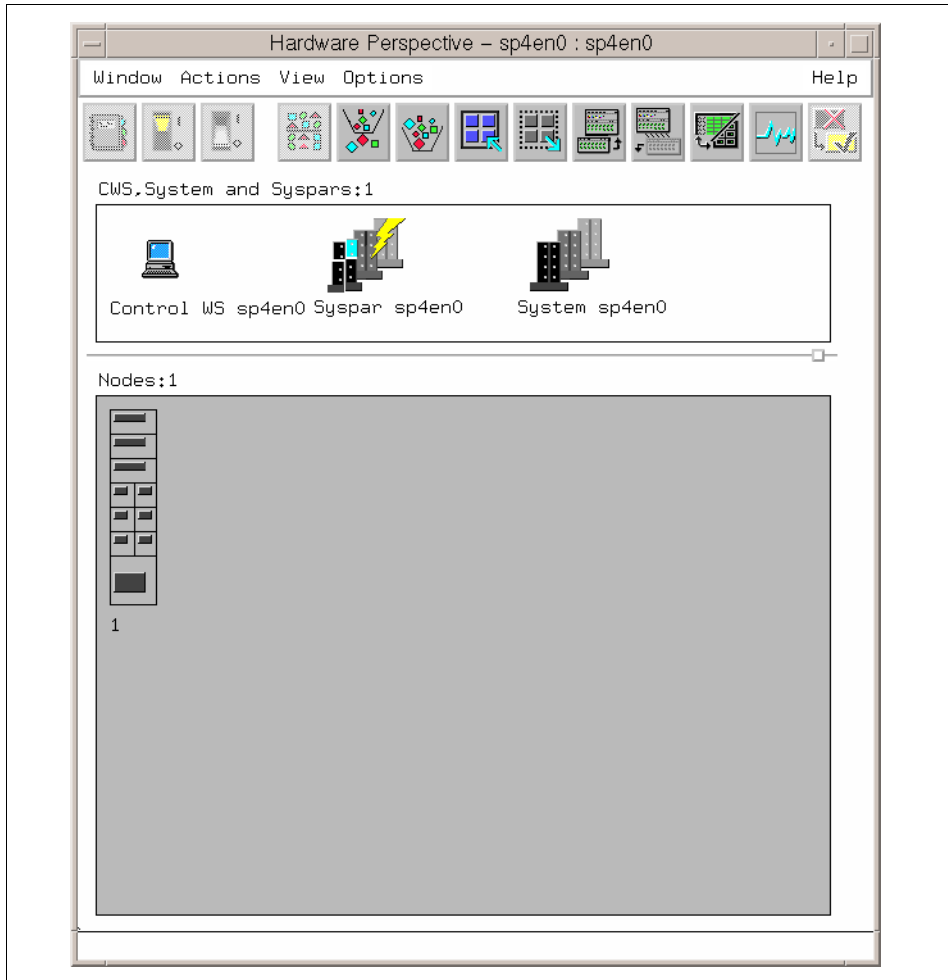 Hardware Perspective – sp4en0 : sp4en0
Window Actions View Options Help
CWS,System and Syspars:1
Control WS sp4en0 Syspar sp4en0 System sp4en0
Nodes:1
1